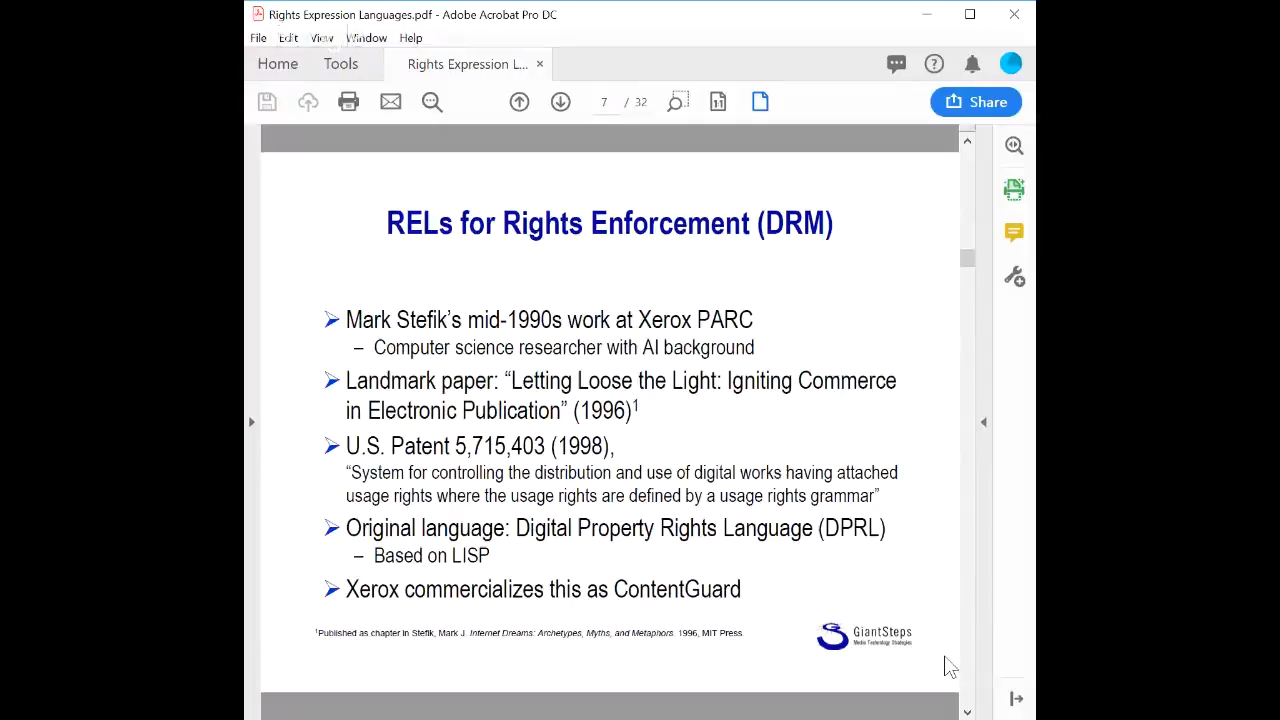 Rights Expression Languages.pdf - Adobe Acrobat Pro DC
File Edit View Window Help
Home Tools Rights Expression L... ×
7 / 32 Share
RELs for Rights Enforcement (DRM)
➢ Mark Stefik’s mid-1990s work at Xerox PARC
– Computer science researcher with AI background
➢ Landmark paper: “Letting Loose the Light: Igniting Commerce
in Electronic Publication” (1996)1
➢ U.S. Patent 5,715,403 (1998),
“System for controlling the distribution and use of digital works having attached
usage rights where the usage rights are defined by a usage rights grammar”
➢ Original language: Digital Property Rights Language (DPRL)
– Based on LISP
➢ Xerox commercializes this as ContentGuard
1Published as chapter in Stefik, Mark J. Internet Dreams: Archetypes, Myths, and Metaphors. 1996, MIT Press.
GiantSteps
Media Technology Strategies